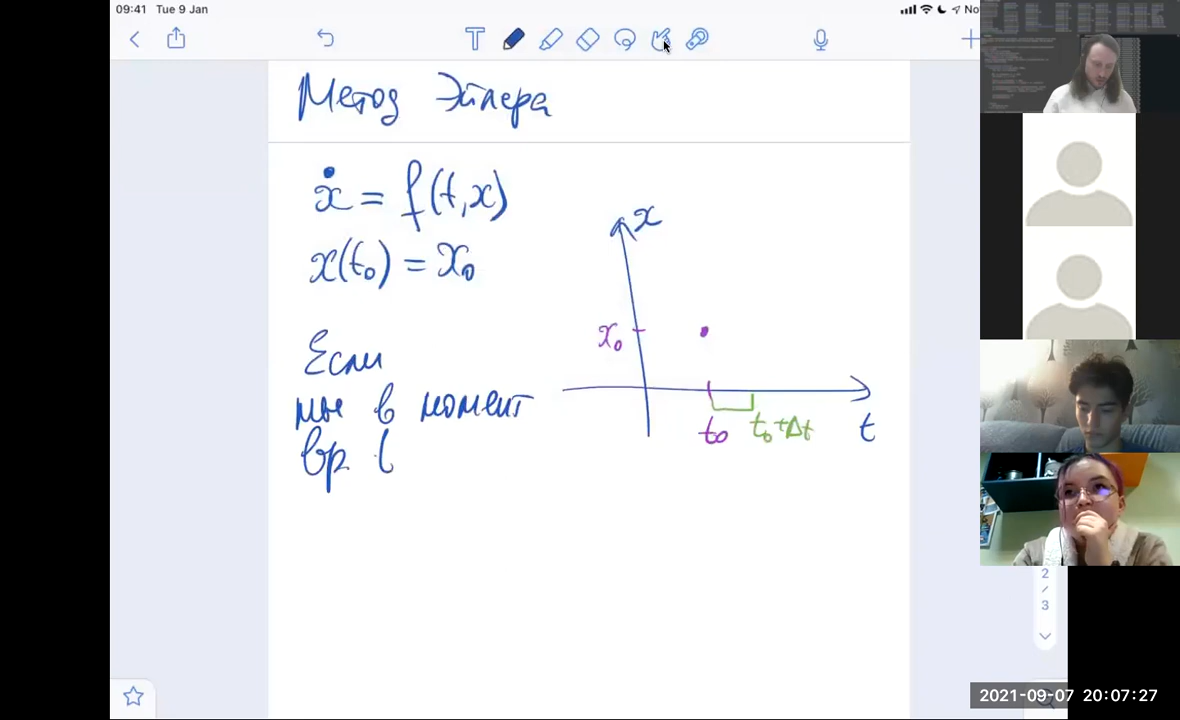 09:41 Tue 9 Jan
No
Метод Эйлера
ẋ = f(t,x)
x(t₀) = x₀
x
x₀
t₀
t₀+Δt
t
Если
мы в момент
вр (
2
/
3
2021-09-07 20:07:27